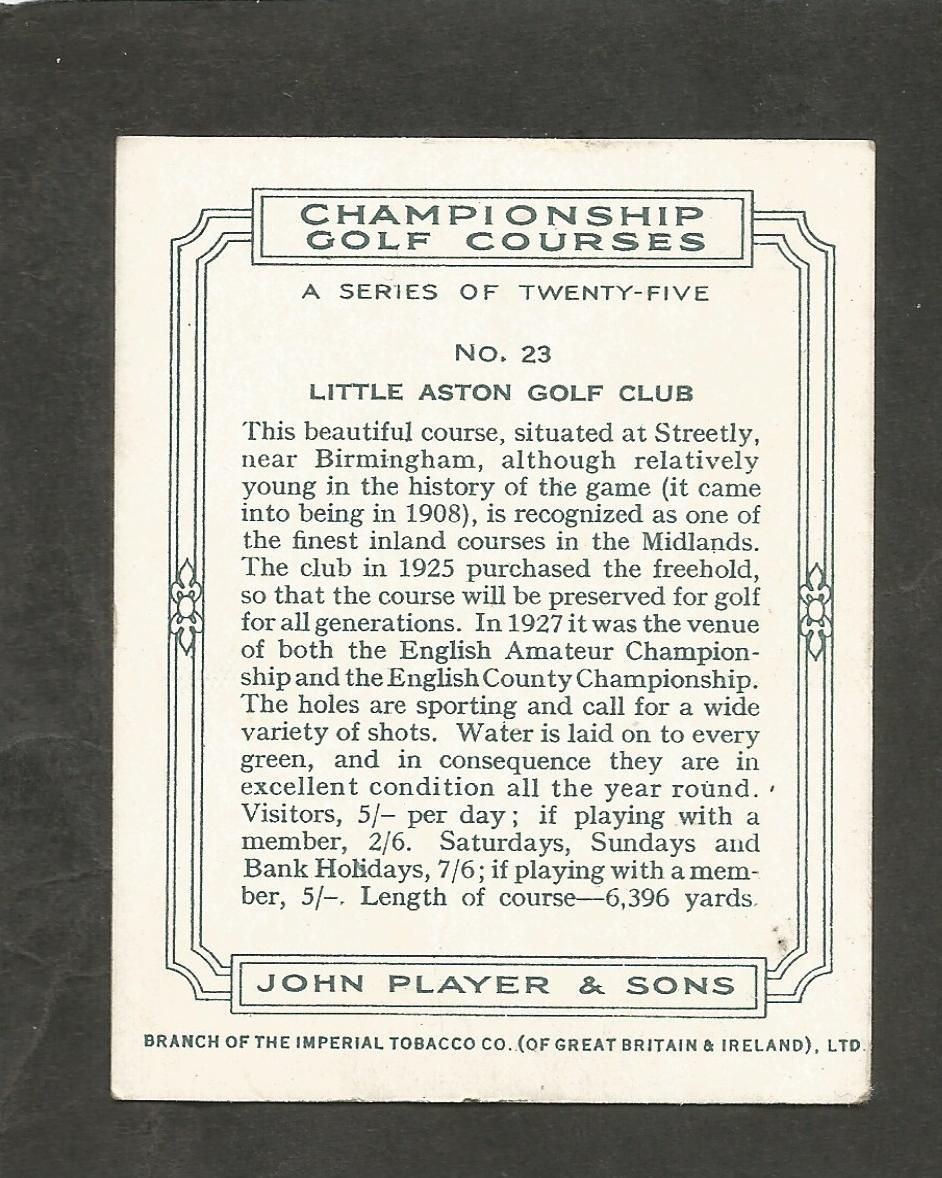 CHAMPIONSHIP
GOLF COURSES
A SERIES OF TWENTY-FIVE
No. 23
LITTLE ASTON GOLF CLUB
This beautiful course, situated at Streetly,
near Birmingham, although relatively
young in the history of the game (it came
into being in 1908), is recognized as one of
the finest inland courses in the Midlands.
The club in 1925 purchased the freehold,
so that the course will be preserved for golf
for all generations. In 1927 it was the venue
of both the English Amateur Champion-
ship and the English County Championship.
The holes are sporting and call for a wide
variety of shots. Water is laid on to every
green, and in consequence they are in
excellent condition all the year round.
Visitors, 5/– per day; if playing with a
member, 2/6. Saturdays, Sundays and
Bank Holidays, 7/6; if playing with a mem-
ber, 5/–. Length of course—6,396 yards.
JOHN PLAYER & SONS
BRANCH OF THE IMPERIAL TOBACCO CO. (OF GREAT BRITAIN & IRELAND), LTD